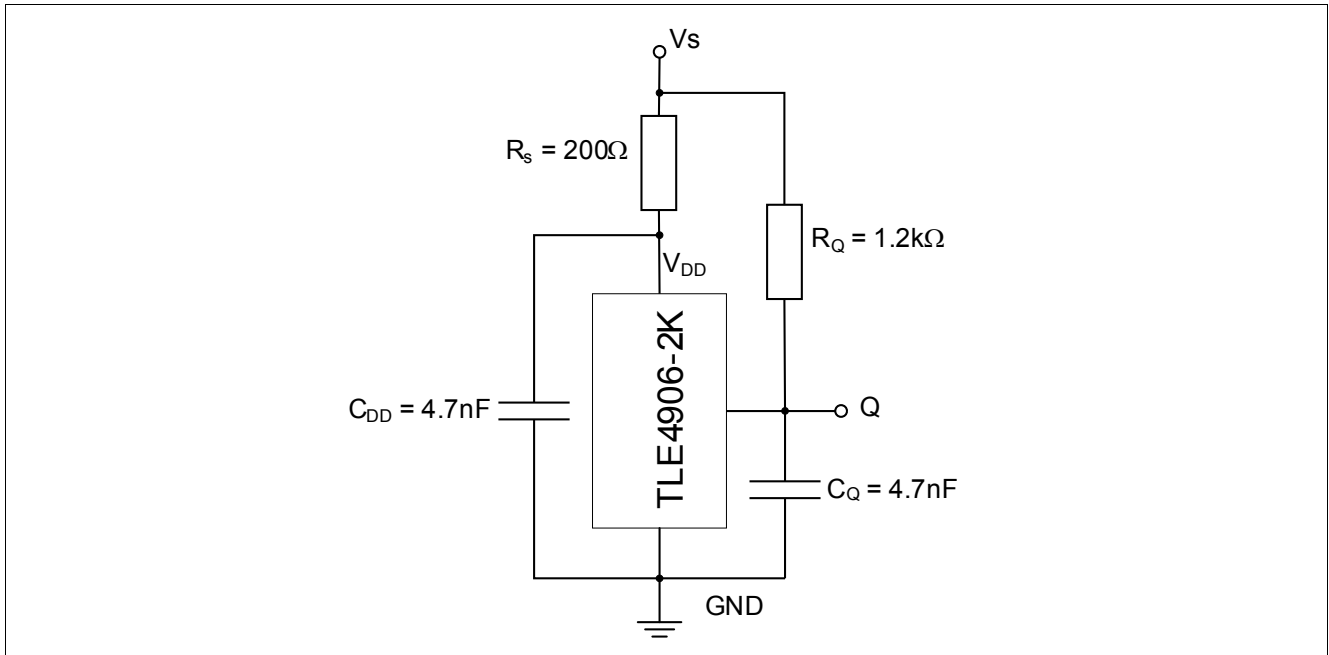 Vs
Rs = 200Ω
RQ = 1.2kΩ
VDD
TLE4906-2K
CDD = 4.7nF
Q
CQ = 4.7nF
GND